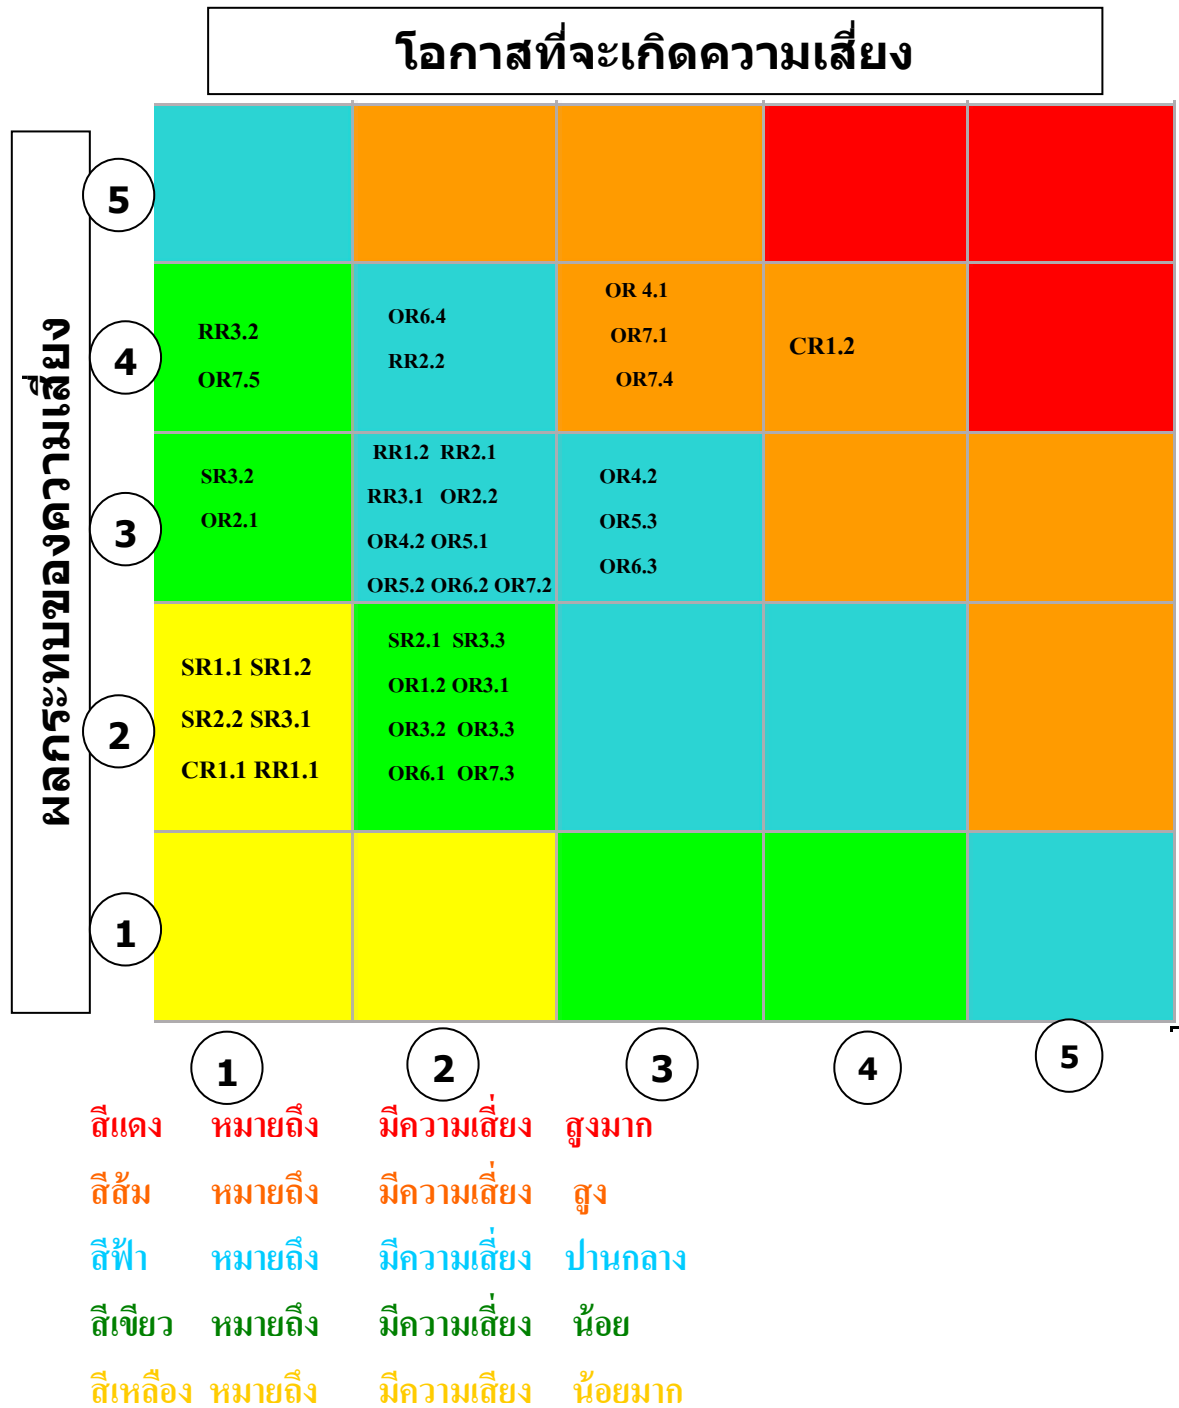 โอกาสที่จะเกิดความเสี่ยง
ผลกระทบของความเสี่ยง
5
4
RR3.2
OR7.5
OR6.4
RR2.2
OR 4.1
OR7.1
OR7.4
CR1.2
3
SR3.2
OR2.1
RR1.2 RR2.1
RR3.1 OR2.2
OR4.2 OR5.1
OR5.2 OR6.2 OR7.2
OR4.2
OR5.3
OR6.3
2
SR1.1 SR1.2
SR2.2 SR3.1
CR1.1 RR1.1
SR2.1 SR3.3
OR1.2 OR3.1
OR3.2 OR3.3
OR6.1 OR7.3
1
1 2 3 4 5
สีแดง หมายถึง มีความเสี่ยง สูงมาก
สีส้ม หมายถึง มีความเสี่ยง สูง
สีฟ้า หมายถึง มีความเสี่ยง ปานกลาง
สีเขียว หมายถึง มีความเสี่ยง น้อย
สีเหลือง หมายถึง มีความเสียง น้อยมาก